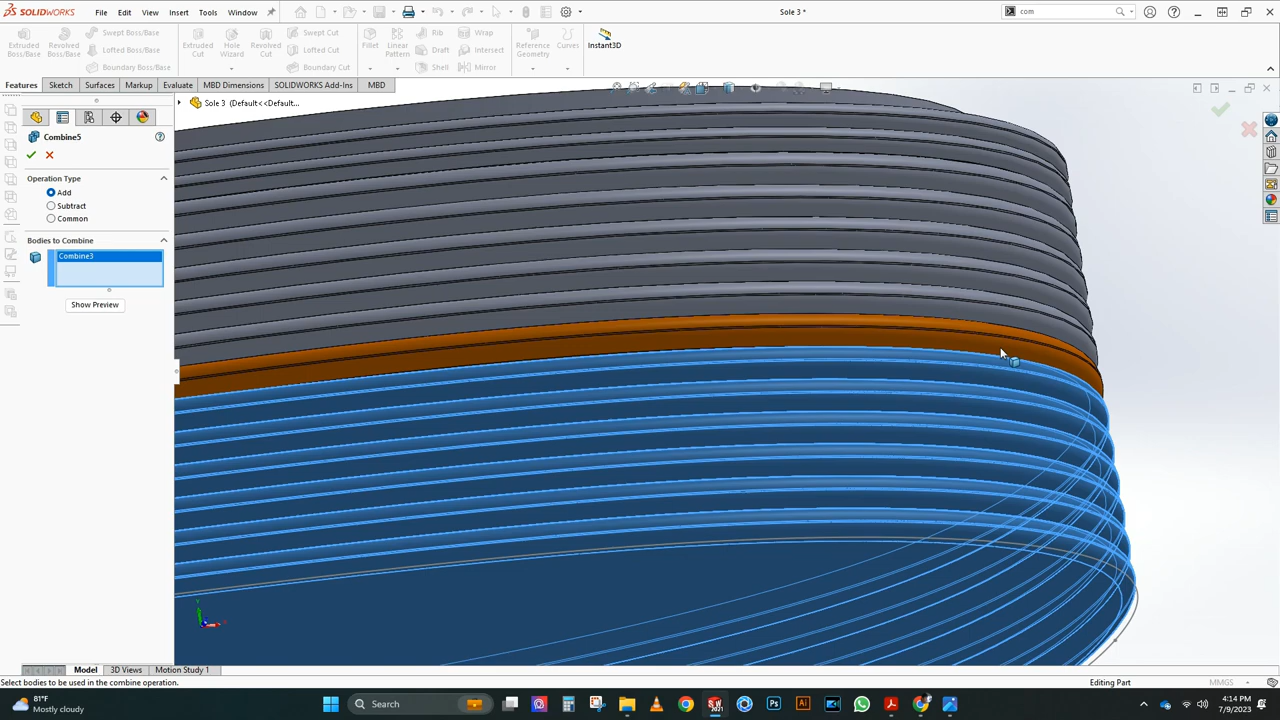 SOLIDWORKS File Edit View Insert Tools Window Sole 3 * com
Extruded Boss/Base Revolved Boss/Base Swept Boss/Base Lofted Boss/Base Boundary Boss/Base Extruded Cut Hole Wizard Revolved Cut Swept Cut Lofted Cut Boundary Cut Fillet Linear Pattern Rib Draft Shell Wrap Intersect Mirror Reference Geometry Curves Instant3D
Features Sketch Surfaces Markup Evaluate MBD Dimensions SOLIDWORKS Add-Ins MBD
Sole 3 (Default<<Default...
Combine5
Operation Type
Add
Subtract
Common
Bodies to Combine
Combine3
Show Preview
Model 3D Views Motion Study 1
Select bodies to be used in the combine operation. Editing Part MMGS
81°F
Mostly cloudy
Search
4:14 PM
7/9/2023